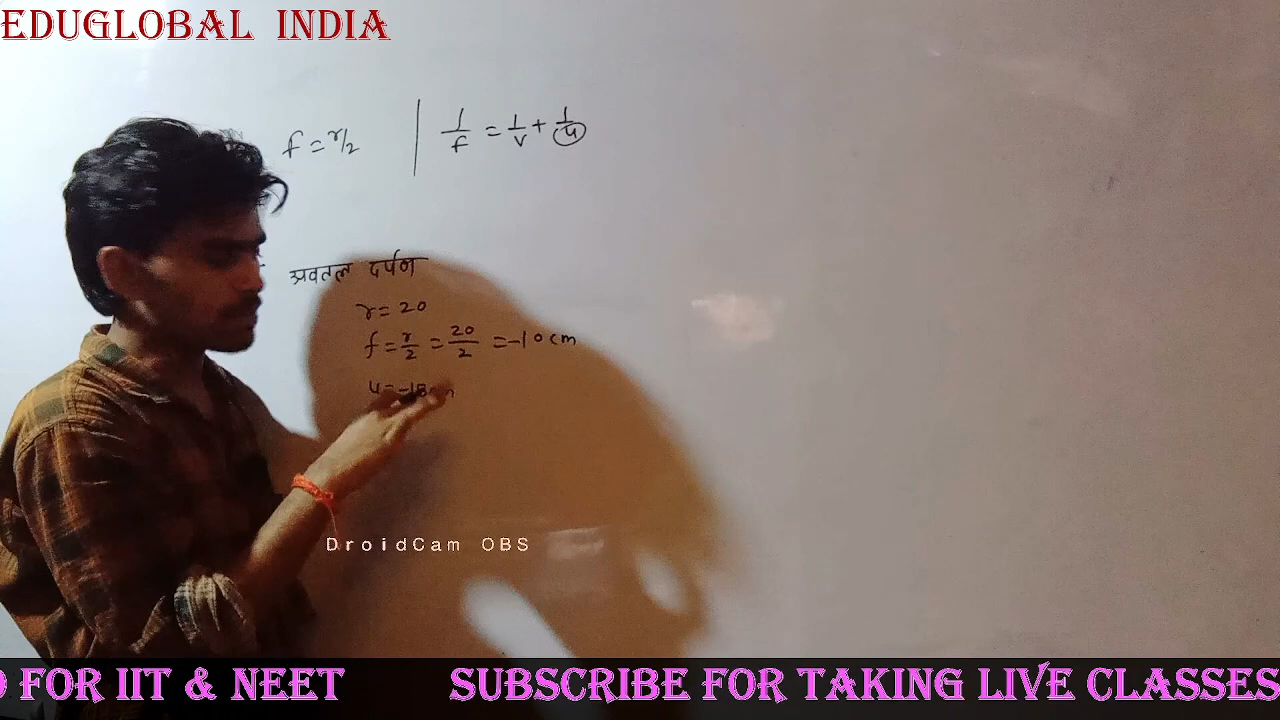 EDUGLOBAL INDIA
f = r/2 | 1/f = 1/v + 1/u
अवतल दर्पण
r = 20
f = r/2 = 20/2 = -10 cm
u =
DroidCam OBS
FOR IIT & NEET SUBSCRIBE FOR TAKING LIVE CLASSES